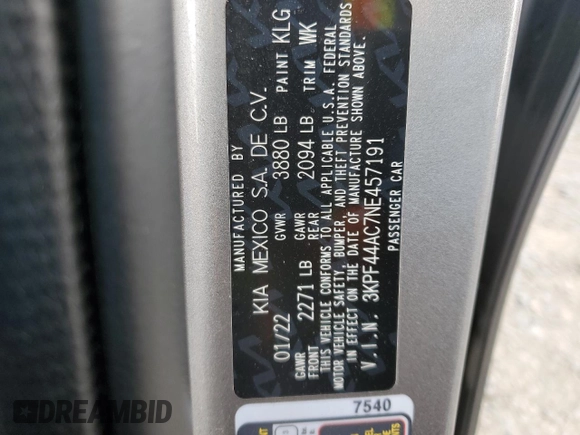 MANUFACTURED BY
KIA MEXICO S.A. DE C.V.
01/22 GVWR 3880 LB PAINT KLG
GAWR FRONT 2271 LB GAWR REAR 2094 LB TRIM WK
THIS VEHICLE CONFORMS TO ALL APPLICABLE U.S.A. FEDERAL
MOTOR VEHICLE SAFETY, BUMPER, AND THEFT PREVENTION STANDARDS
IN EFFECT ON THE DATE OF MANUFACTURE SHOWN ABOVE.
V.I.N. 3KPF44AC7NE457191
PASSENGER CAR
7540
DREAMBID